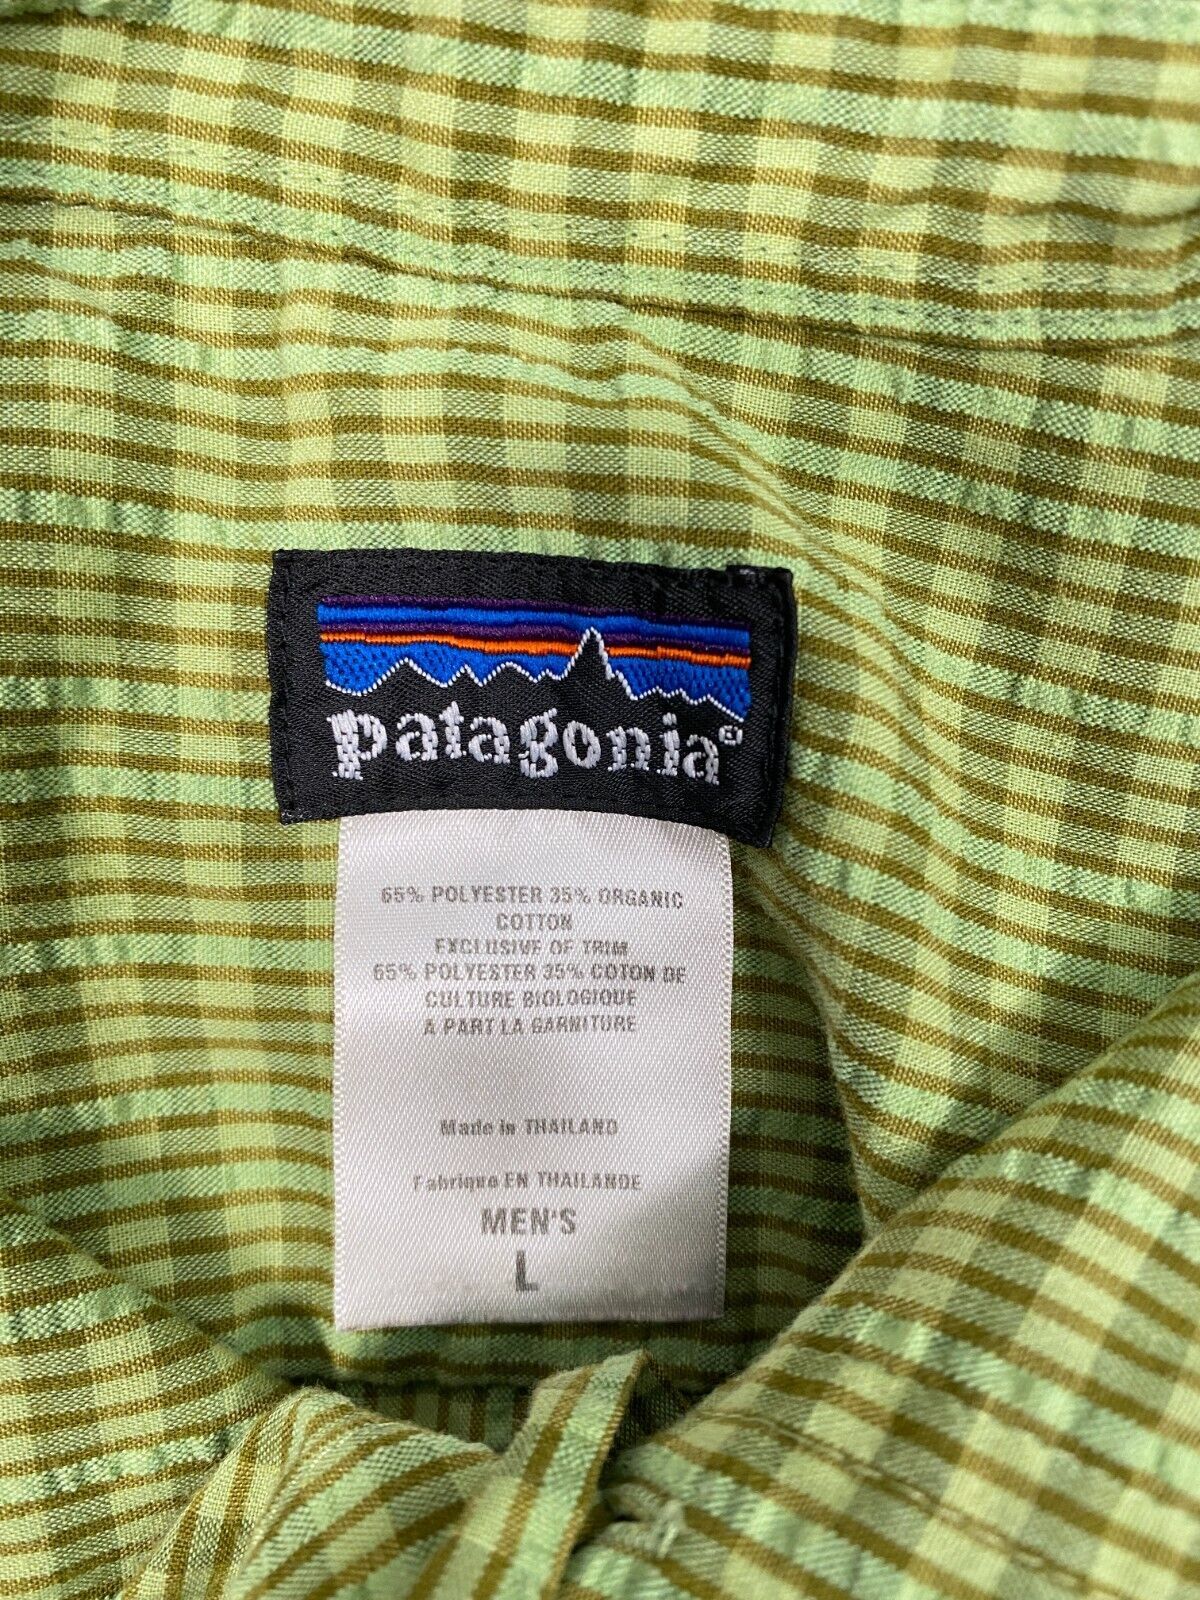 patagonia®
65% POLYESTER 35% ORGANIC
COTTON
EXCLUSIVE OF TRIM
65% POLYESTER 35% COTON DE
CULTURE BIOLOGIQUE
A PART LA GARNITURE
Made in THAILAND
Fabrique EN THAILANDE
MEN'S
L